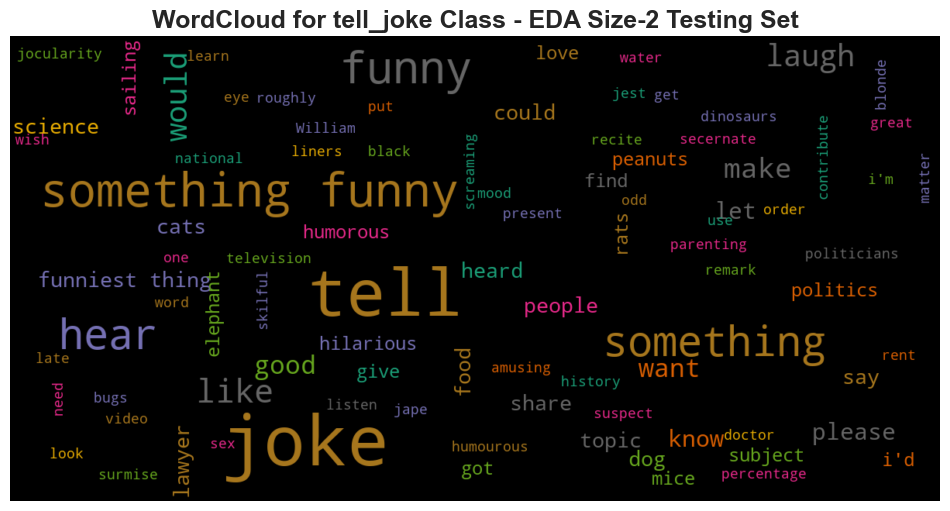 WordCloud for tell_joke Class - EDA Size-2 Testing Set
jocularity
sailing
would
learn
funny
love
water
laugh
blonde
eye
roughly
put
jest
get
science
wish
William
could
dinosaurs
great
national
liners
black
screaming
recite
secernate
contribute
matter
something funny
mood
find
peanuts
make
i'm
cats
humorous
present
rats
odd
let
use
order
one
television
heard
parenting
politicians
funniest thing
word
elephant
skilful
tell
people
remark
politics
hear
hilarious
something
late
good
give
food
amusing
history
want
say
rent
need
bugs
like
listen
jape
share
suspect
video
lawyer
sex
joke
humourous
topic
know
doctor
please
look
surmise
got
dog
mice
subject
percentage
i'd